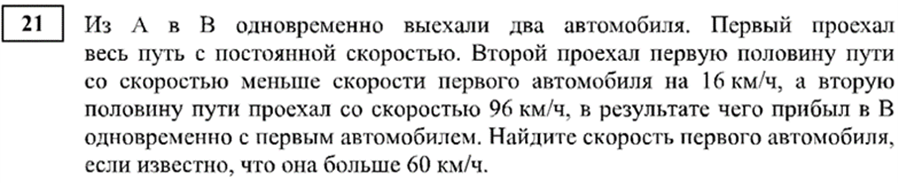 21 Из А в В одновременно выехали два автомобиля. Первый проехал
весь путь с постоянной скоростью. Второй проехал первую половину пути
со скоростью меньше скорости первого автомобиля на 16 км/ч, а вторую
половину пути проехал со скоростью 96 км/ч, в результате чего прибыл в В
одновременно с первым автомобилем. Найдите скорость первого автомобиля,
если известно, что она больше 60 км/ч.